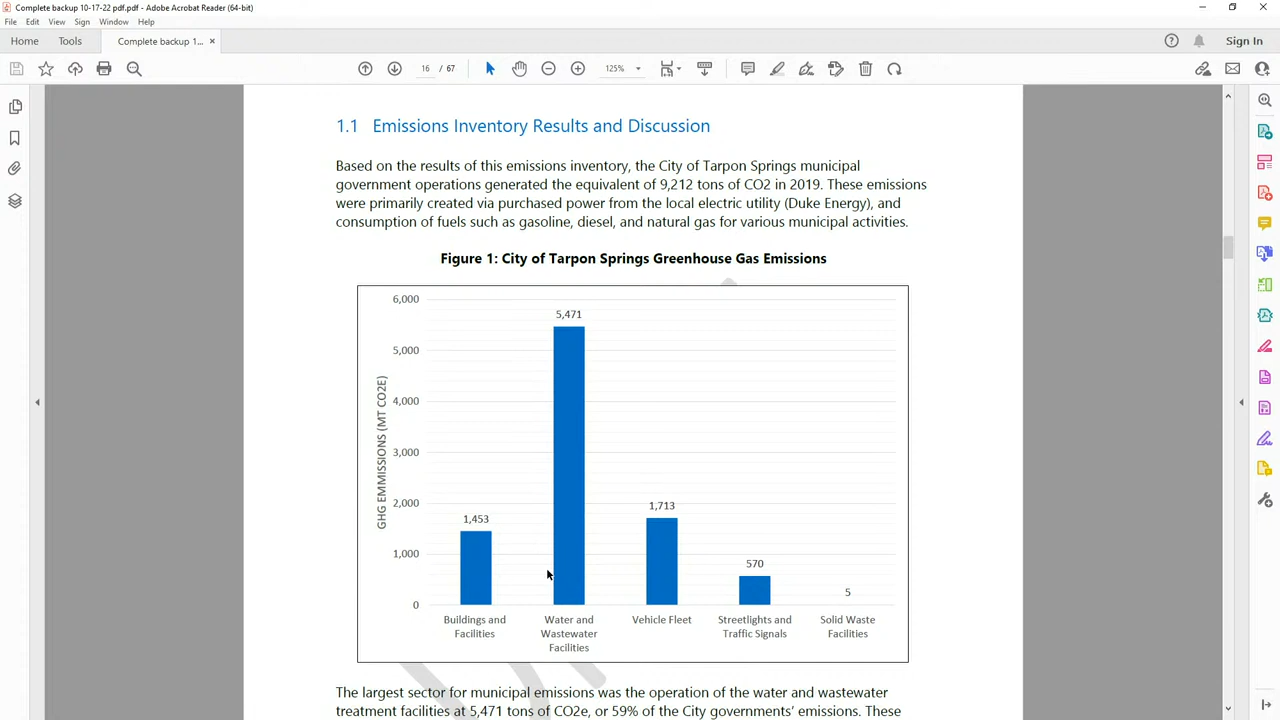 Complete backup 10-17-22 pdf.pdf - Adobe Acrobat Reader (64-bit)
File Edit View Sign Window Help
Home Tools Complete backup 1... × Sign In
16 / 67 125%
1.1 Emissions Inventory Results and Discussion
Based on the results of this emissions inventory, the City of Tarpon Springs municipal
government operations generated the equivalent of 9,212 tons of CO2 in 2019. These emissions
were primarily created via purchased power from the local electric utility (Duke Energy), and
consumption of fuels such as gasoline, diesel, and natural gas for various municipal activities.
Figure 1: City of Tarpon Springs Greenhouse Gas Emissions
GHG EMMISSIONS (MT CO2E)
6,000
5,000
4,000
3,000
2,000
1,000
0
1,453
5,471
1,713
570
5
Buildings and
Facilities
Water and
Wastewater
Facilities
Vehicle Fleet
Streetlights and
Traffic Signals
Solid Waste
Facilities
The largest sector for municipal emissions was the operation of the water and wastewater
treatment facilities at 5,471 tons of CO2e, or 59% of the City governments’ emissions. These